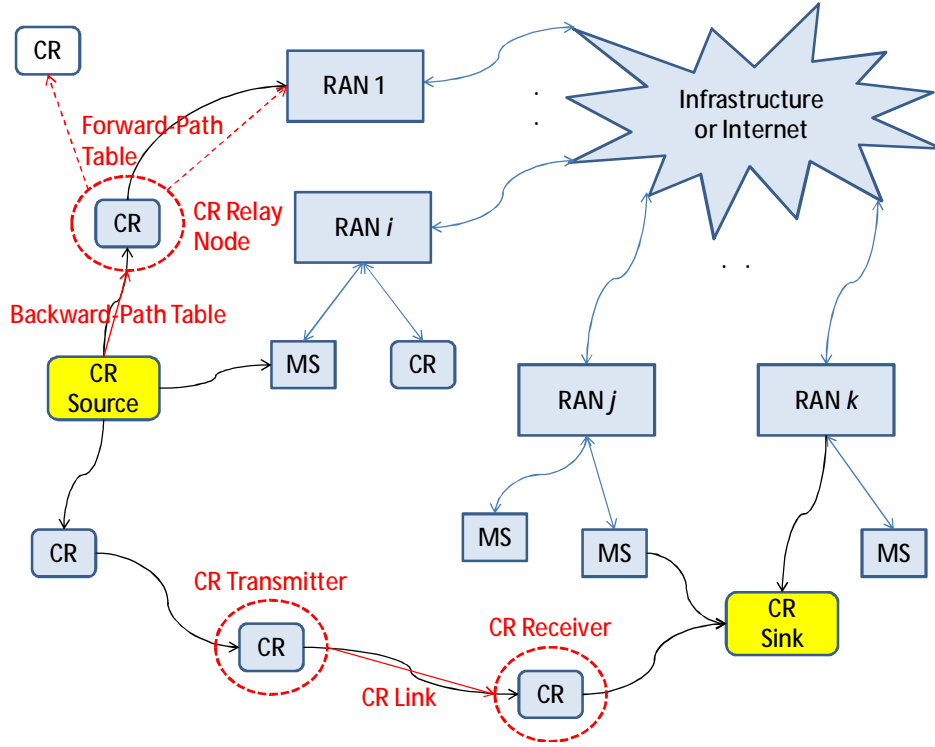 CR
RAN 1
Infrastructure
or Internet
Forward-Path
Table
CR
CR Relay
Node
RAN i
Backward-Path Table
MS
CR
CR
Source
RAN j
RAN k
MS
MS
MS
CR
CR Transmitter
CR
Sink
CR Receiver
CR
CR
CR Link